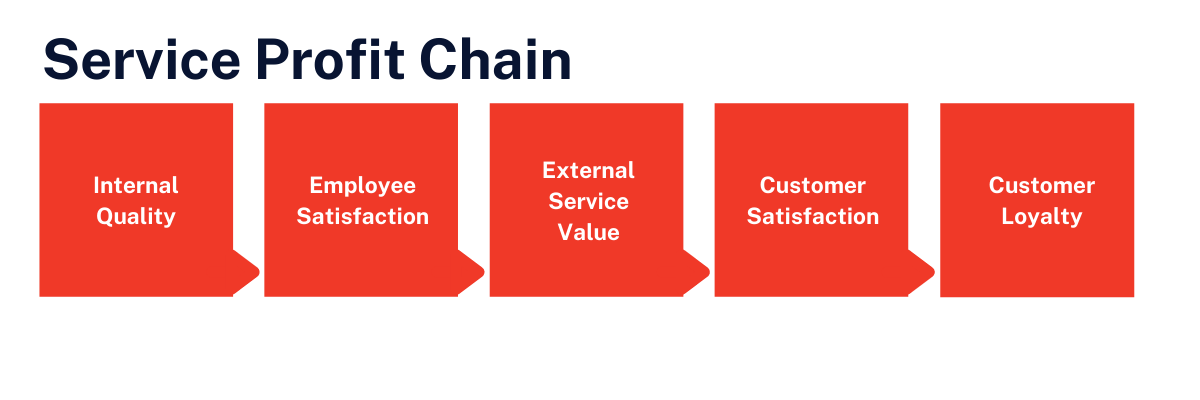 Service Profit Chain
Internal
Quality
Employee
Satisfaction
External
Service
Value
Customer
Satisfaction
Customer
Loyalty